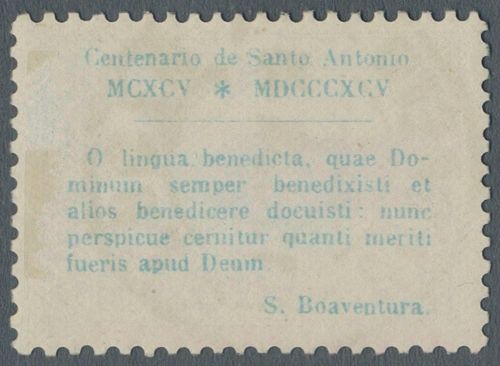 Centenario de Santo Antonio
MCXCV * MDCCCXCV
O lingua benedicta, quae Do-
minum semper benedixisti et
alios benedicere docuisti: nunc
perspicue cernitur quanti meriti
fueris apud Deum.
S. Boaventura.